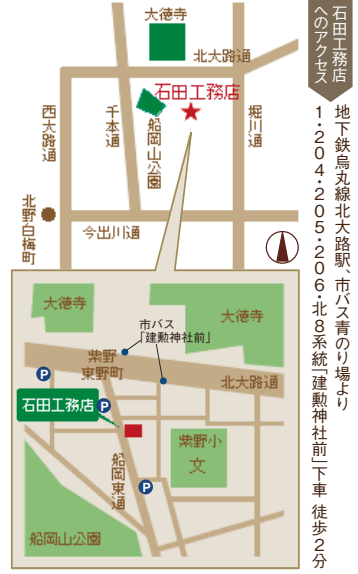 石田工務店
へのアクセス
地下鉄烏丸線北大路駅、市バス青のり場より
1・204・205・206・北8系統「建勲神社前」下車 徒歩2分
大徳寺
北大路通
石田工務店
船岡山公園
千本通
堀川通
西大路通
北野白梅町
今出川通
大徳寺
大徳寺
市バス
「建勲神社前」
紫野
東野町
北大路通
P
石田工務店
P
紫野小
文
船岡東通
P
船岡山公園